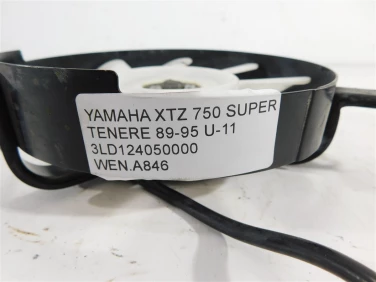 YAMAHA XTZ 750 SUPER
TENERE 89-95 U-11
3LD124050000
WEN.A846